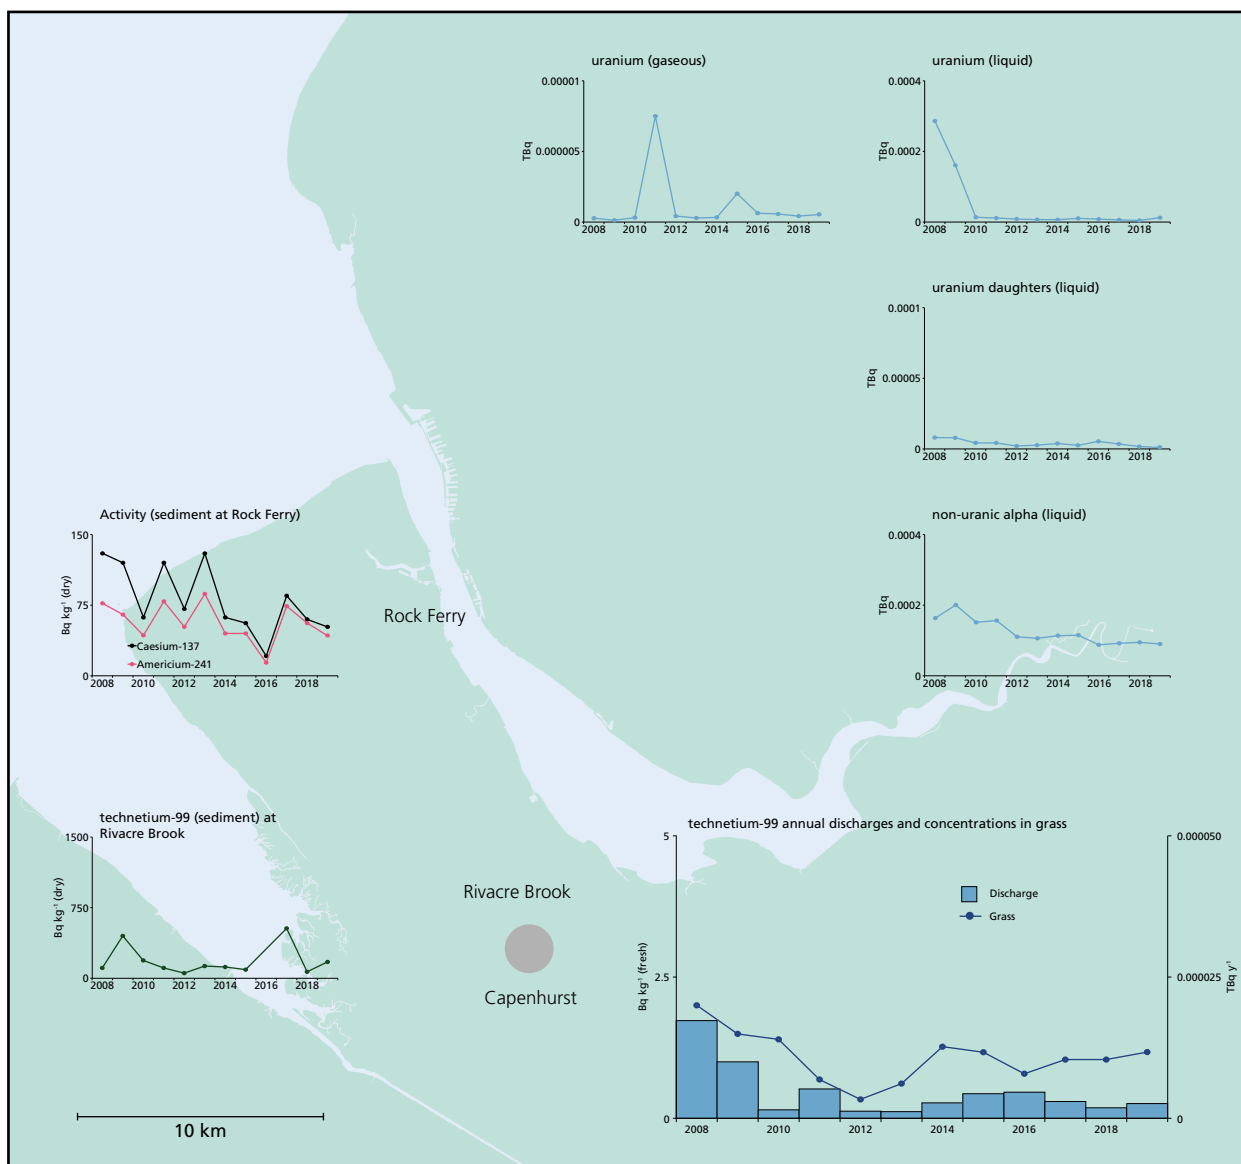 uranium (gaseous)
0.00001
0.000005
0
TBq
2008 2010 2012 2014 2016 2018
uranium (liquid)
0.0004
0.0002
0
TBq
2008 2010 2012 2014 2016 2018
uranium daughters (liquid)
0.0001
0.00005
0
TBq
2008 2010 2012 2014 2016 2018
Activity (sediment at Rock Ferry)
150
75
0
Bq kg⁻¹ (dry)
Caesium-137
Americium-241
2008 2010 2012 2014 2016 2018
Rock Ferry
non-uranic alpha (liquid)
0.0004
0.0002
0
TBq
2008 2010 2012 2014 2016 2018
technetium-99 (sediment) at
Rivacre Brook
1500
750
0
Bq kg⁻¹ (dry)
2008 2010 2012 2014 2016 2018
Rivacre Brook
Capenhurst
technetium-99 annual discharges and concentrations in grass
5
2.5
0
Bq kg⁻¹ (fresh)
Discharge
Grass
0.000050
0.000025
0
TBq y⁻¹
2008 2010 2012 2014 2016 2018
10 km